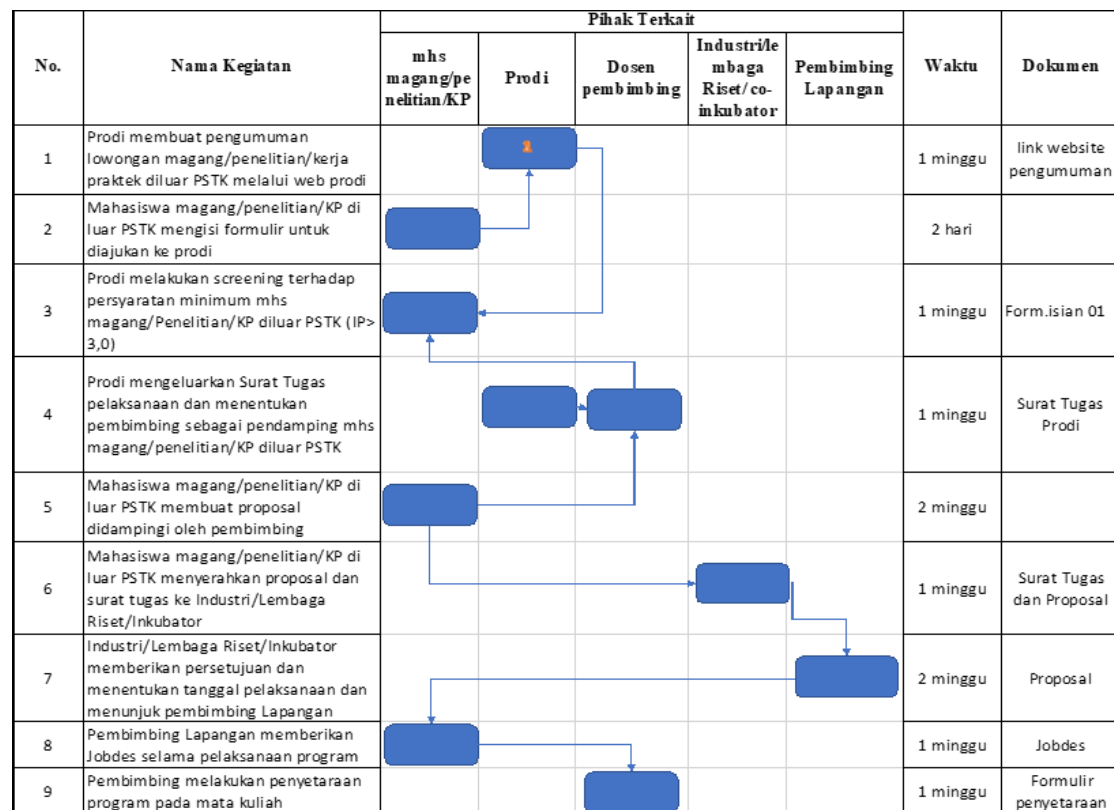 Pihak Terkait
No.
Nama Kegiatan
mhs
magang/pe
nelitian/KP
Prodi
Dosen
pembimbing
Industri/le
mbaga
Riset/ co-
inkubator
Pembimbing
Lapangan
Waktu
Dokumen
1
Prodi membuat pengumuman
lowongan magang/penelitian/kerja
praktek diluar PSTK melalui web prodi
1
1 minggu
link website
pengumuman
2
Mahasiswa magang/penelitian/KP di
luar PSTK mengisi formulir untuk
diajukan ke prodi
2 hari
3
Prodi melakukan screening terhadap
persyaratan minimum mhs
magang/Penelitian/KP diluar PSTK (IP>
3,0)
1 minggu
Form.isian 01
4
Prodi mengeluarkan Surat Tugas
pelaksanaan dan menentukan
pembimbing sebagai pendamping mhs
magang/penelitian/KP diluar PSTK
1 minggu
Surat Tugas
Prodi
5
Mahasiswa magang/penelitian/KP di
luar PSTK membuat proposal
didampingi oleh pembimbing
2 minggu
6
Mahasiswa magang/penelitian/KP di
luar PSTK menyerahkan proposal dan
surat tugas ke Industri/Lembaga
Riset/Inkubator
1 minggu
Surat Tugas
dan Proposal
7
Industri/Lembaga Riset/Inkubator
memberikan persetujuan dan
menentukan tanggal pelaksanaan dan
menunjuk pembimbing Lapangan
2 minggu
Proposal
8
Pembimbing Lapangan memberikan
Jobdes selama pelaksanaan program
1 minggu
Jobdes
9
Pembimbing melakukan penyetaraan
program pada mata kuliah
1 minggu
Formulir
penyetaraan